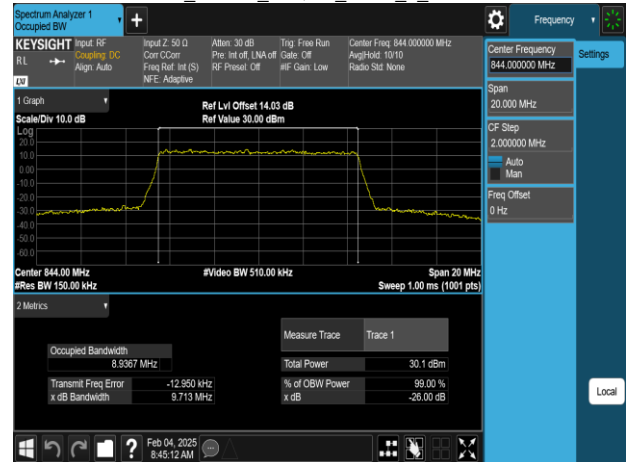 Spectrum Analyzer 1
Occupied BW
Frequency
KEYSIGHT
RL
LXI
Input: RF
Coupling: DC
Align: Auto
Input Z: 50 Ω
Corr CCorr
Freq Ref: Int (S)
NFE: Adaptive
Atten: 30 dB
Pre: Int off, LNA off
RF Presel: Off
Trig: Free Run
Gate: Off
#IF Gain: Low
Center Freq: 844.000000 MHz
Avg|Hold: 10/10
Radio Std: None
Center Frequency
844.000000 MHz
Settings
Span
20.000 MHz
CF Step
2.000000 MHz
Auto
Man
Freq Offset
0 Hz
1 Graph
Scale/Div 10.0 dB
Ref Lvl Offset 14.03 dB
Ref Value 30.00 dBm
Log
20.0
10.0
0.00
-10.0
-20.0
-30.0
-40.0
-50.0
-60.0
Center 844.00 MHz
#Video BW 510.00 kHz
Span 20 MHz
#Res BW 150.00 kHz
Sweep 1.00 ms (1001 pts)
2 Metrics
Measure Trace
Trace 1
Occupied Bandwidth
8.9367 MHz
Total Power
30.1 dBm
Transmit Freq Error
-12.950 kHz
% of OBW Power
99.00 %
x dB Bandwidth
9.713 MHz
x dB
-26.00 dB
Local
?
Feb 04, 2025
8:45:12 AM